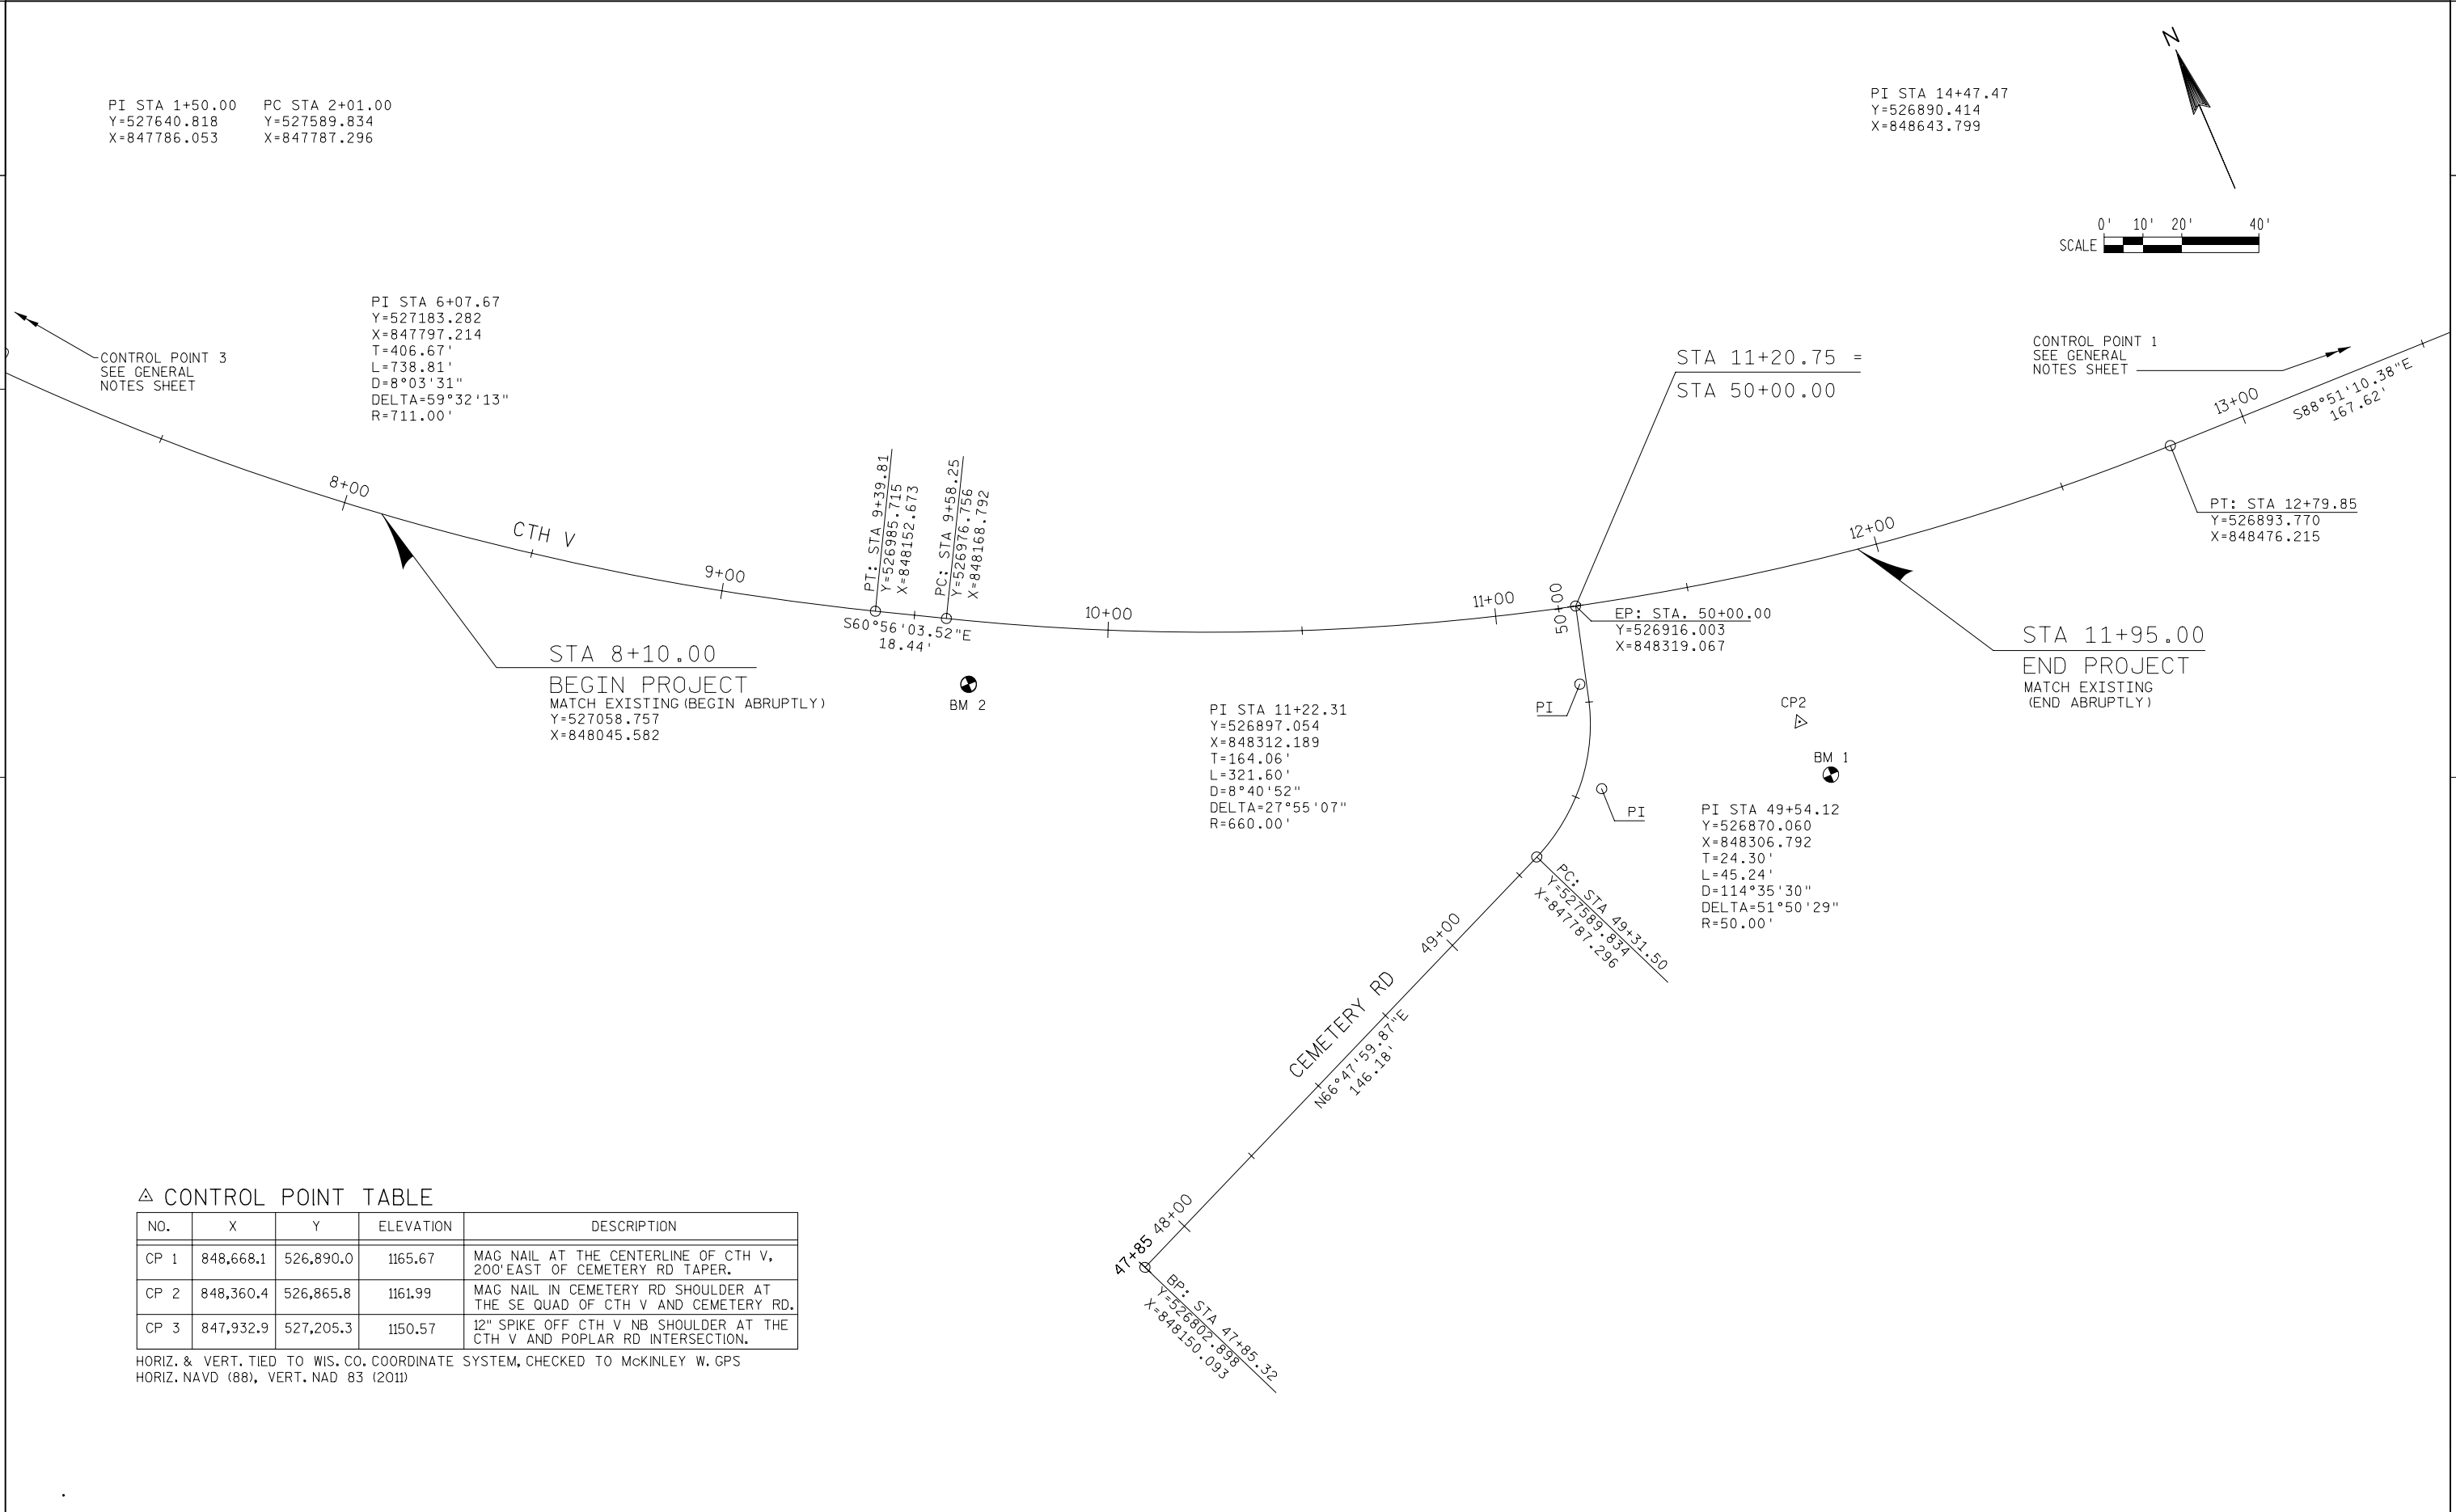 N
PI STA 1+50.00
Y=527640.818
X=847786.053
PC STA 2+01.00
Y=527589.834
X=847787.296
PI STA 14+47.47
Y=526890.414
X=848643.799
0' 10' 20' 40'
SCALE
PI STA 6+07.67
Y=527183.282
X=847797.214
T=406.67'
L=738.81'
D=8°03'31"
DELTA=59°32'13"
R=711.00'
CONTROL POINT 3
SEE GENERAL
NOTES SHEET
STA 11+20.75 =
STA 50+00.00
CONTROL POINT 1
SEE GENERAL
NOTES SHEET
S88°51'10.38"E
167.62'
13+00
8+00
CTH V
9+00
PT: STA 9+39.81
Y=526985.715
X=848152.673
PC: STA 9+58.25
Y=526976.756
X=848168.792
S60°56'03.52"E
18.44'
10+00
11+00
50+00
12+00
PT: STA 12+79.85
Y=526893.770
X=848476.215
EP: STA. 50+00.00
Y=526916.003
X=848319.067
STA 8+10.00
BEGIN PROJECT
MATCH EXISTING (BEGIN ABRUPTLY)
Y=527058.757
X=848045.582
BM 2
STA 11+95.00
END PROJECT
MATCH EXISTING
(END ABRUPTLY)
PI
CP2
PI STA 11+22.31
Y=526897.054
X=848312.189
T=164.06'
L=321.60'
D=8°40'52"
DELTA=27°55'07"
R=660.00'
BM 1
PI
PI STA 49+54.12
Y=526870.060
X=848306.792
T=24.30'
L=45.24'
D=114°35'30"
DELTA=51°50'29"
R=50.00'
PC: STA 49+31.50
Y=527589.834
X=847787.296
49+00
CEMETERY RD
N66°47'59.87"E
146.18'
48+00
47+85
BP: STA 47+85.32
Y=526802.898
X=848150.093
CONTROL POINT TABLE
NO. X Y ELEVATION DESCRIPTION
CP 1 848,668.1 526,890.0 1165.67 MAG NAIL AT THE CENTERLINE OF CTH V,
200' EAST OF CEMETERY RD TAPER.
CP 2 848,360.4 526,865.8 1161.99 MAG NAIL IN CEMETERY RD SHOULDER AT
THE SE QUAD OF CTH V AND CEMETERY RD.
CP 3 847,932.9 527,205.3 1150.57 12" SPIKE OFF CTH V NB SHOULDER AT THE
CTH V AND POPLAR RD INTERSECTION.
HORIZ. & VERT. TIED TO WIS. CO. COORDINATE SYSTEM, CHECKED TO McKINLEY W. GPS
HORIZ. NAVD (88), VERT. NAD 83 (2011)